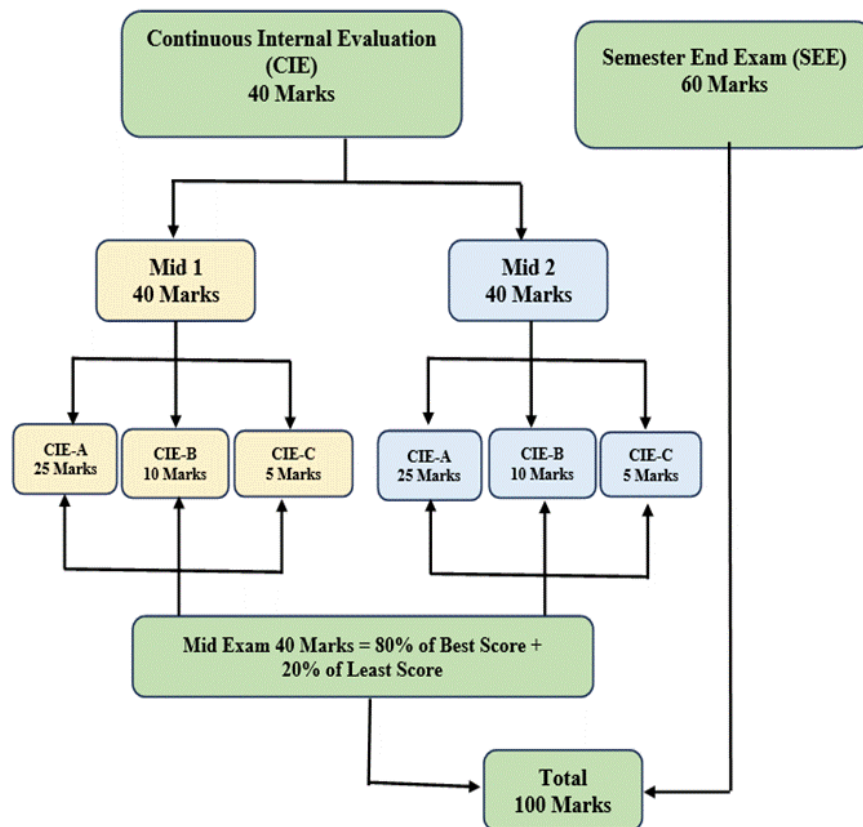 Continuous Internal Evaluation
(CIE)
40 Marks
Semester End Exam (SEE)
60 Marks
Mid 1
40 Marks
Mid 2
40 Marks
CIE-A
25 Marks
CIE-B
10 Marks
CIE-C
5 Marks
CIE-A
25 Marks
CIE-B
10 Marks
CIE-C
5 Marks
Mid Exam 40 Marks = 80% of Best Score +
20% of Least Score
Total
100 Marks